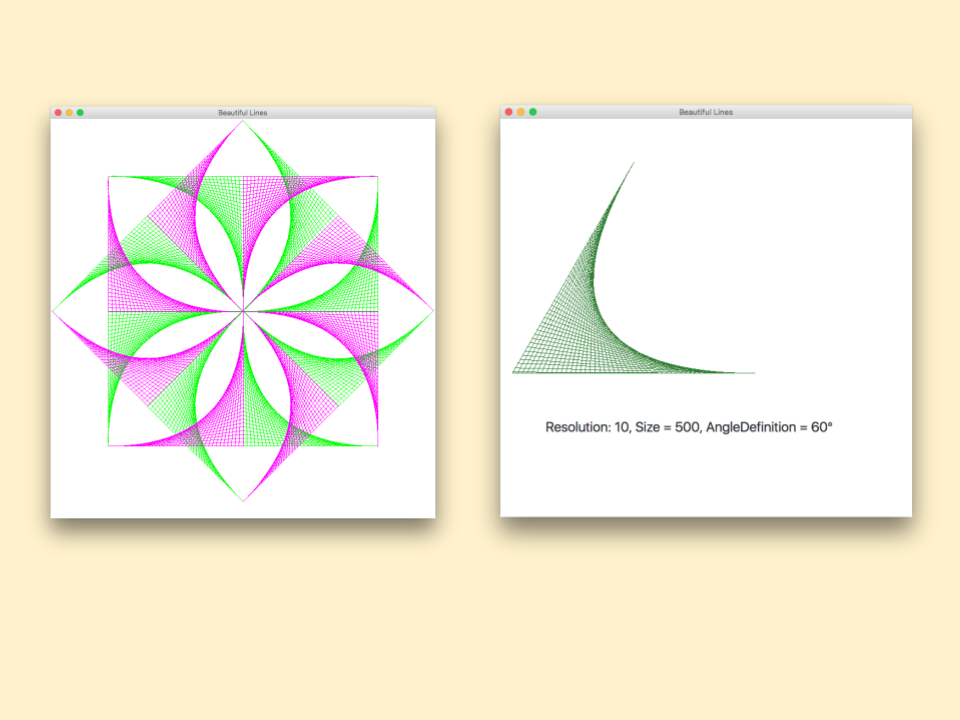 Beautiful Lines
Beautiful Lines
Resolution: 10, Size = 500, AngleDefinition = 60°